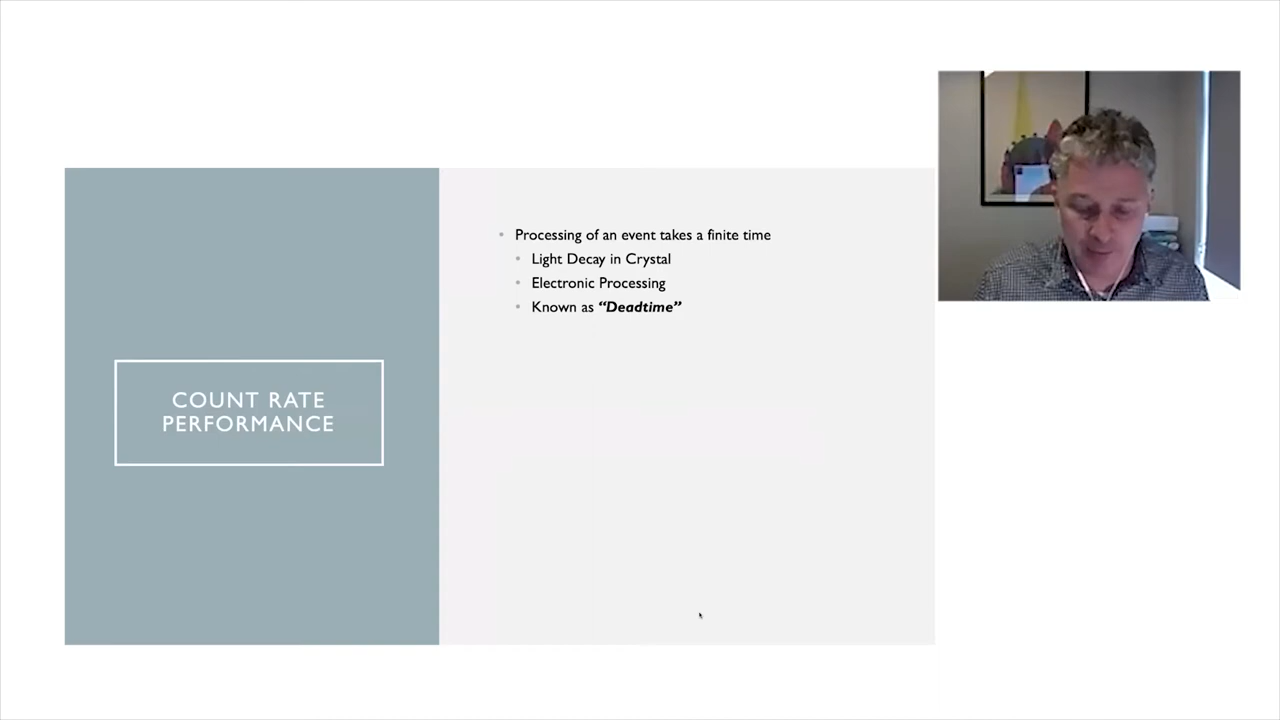 COUNT RATE
PERFORMANCE
Processing of an event takes a finite time
Light Decay in Crystal
Electronic Processing
Known as “Deadtime”